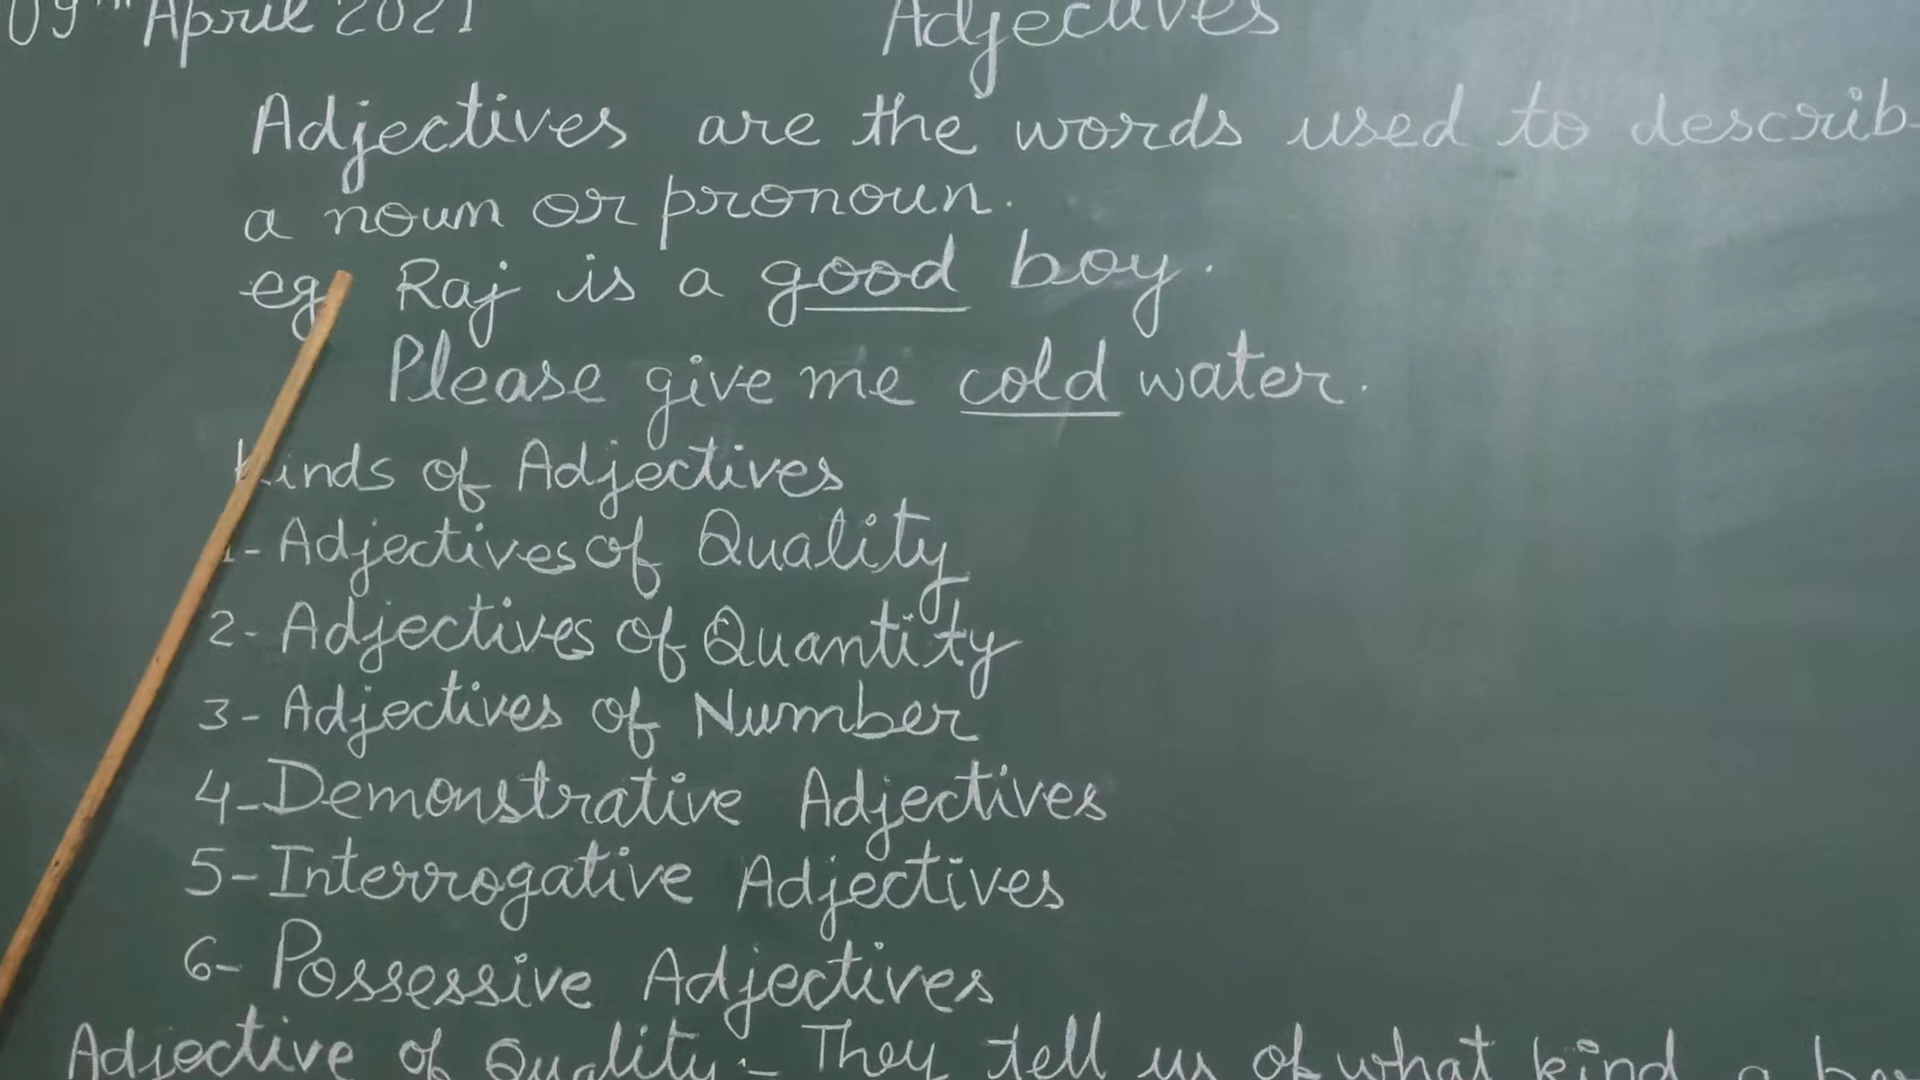 09th April 2021 Adjectives
Adjectives are the words used to describ
a noun or pronoun.
eg Raj is a good boy.
Please give me cold water.
Kinds of Adjectives
1- Adjectives of Quality
2- Adjectives of Quantity
3- Adjectives of Number
4- Demonstrative Adjectives
5- Interrogative Adjectives
6- Possessive Adjectives
Adjective of Quality:- They tell us of what kind a